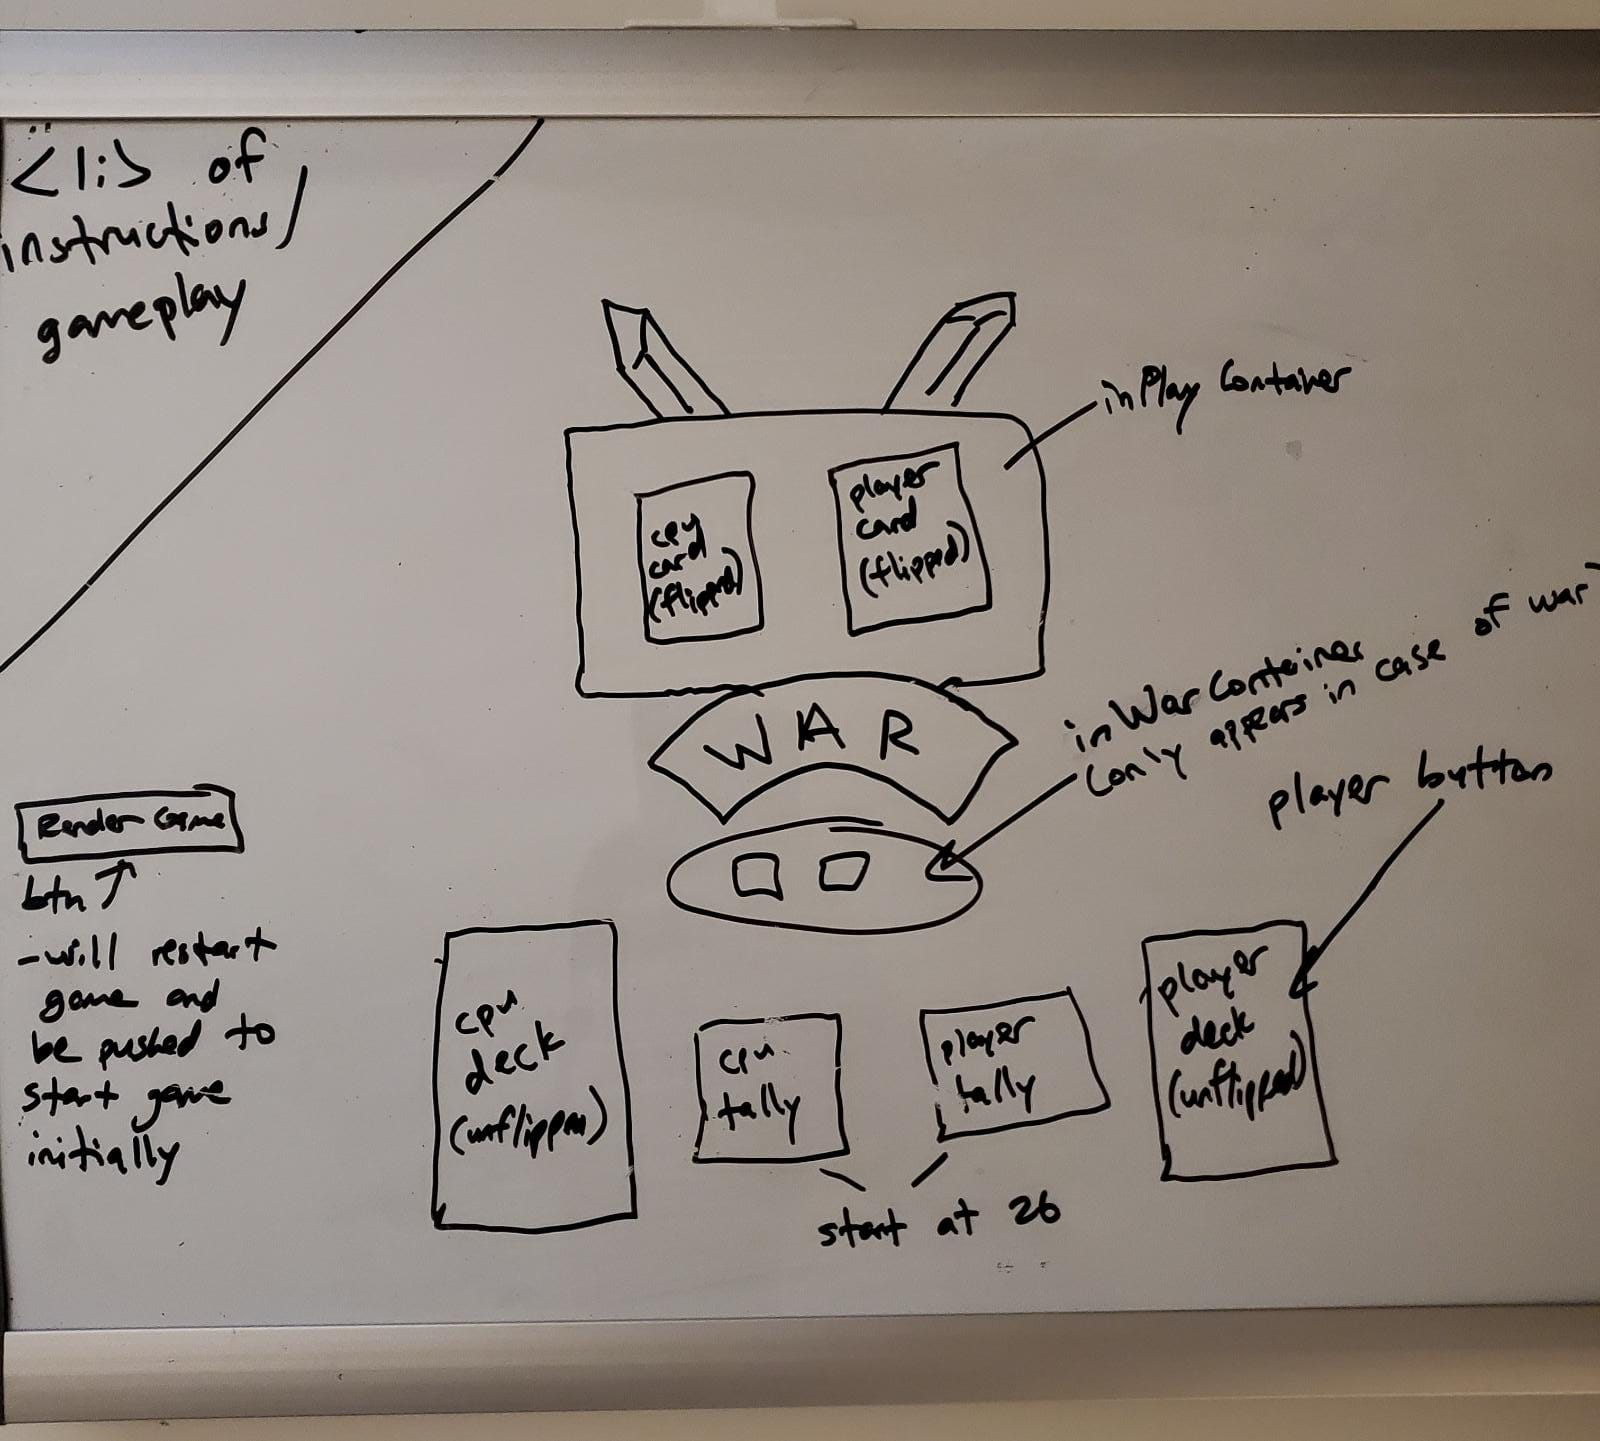 <li> of
instructions/
gameplay
inPlay Container
cpu
card
(flipped)
player
card
(flipped)
WAR
inWar Container
(only appears in case of war)
player button
Render Game
btn ↑
- will restart
game and
be pushed to
start game
initially
cpu
deck
(unflipped)
cpu
tally
player
tally
player
deck
(unflipped)
start at 26